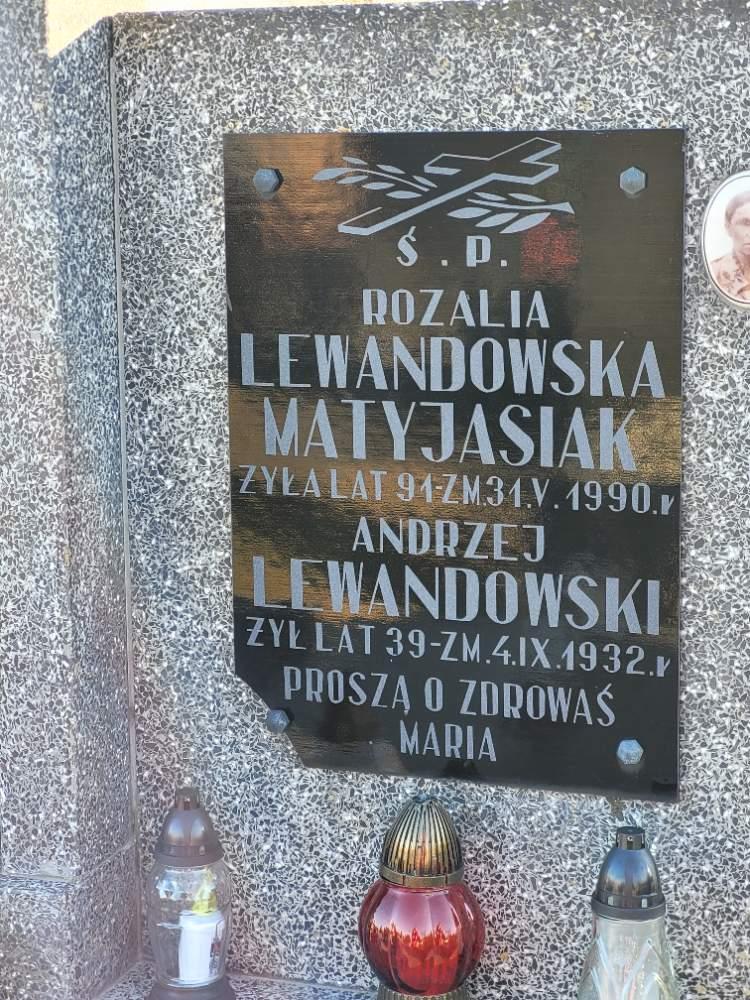 Ś.P.
ROZALIA
LEWANDOWSKA
MATYJASIAK
ŻYŁA LAT 91-ZM.31.V.1990.r
ANDRZEJ
LEWANDOWSKI
ŻYŁ LAT 39-ZM.4.IX.1932.r
PROSZĄ O ZDROWAŚ
MARIA